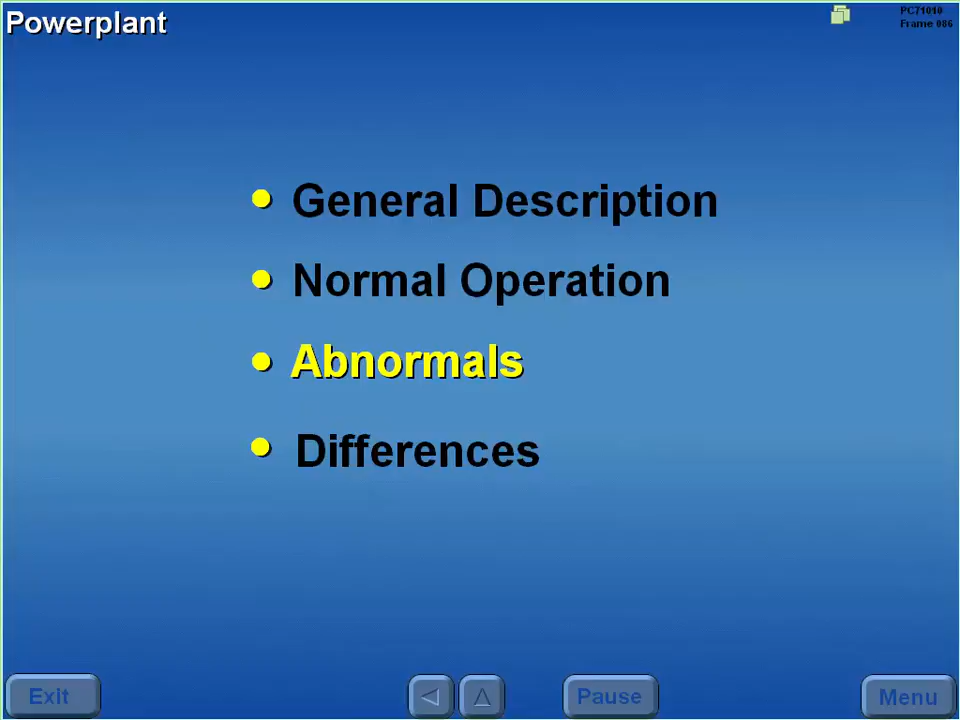 Powerplant
PC71010
Frame 086
General Description
Normal Operation
Abnormals
Differences
Exit
Pause
Menu